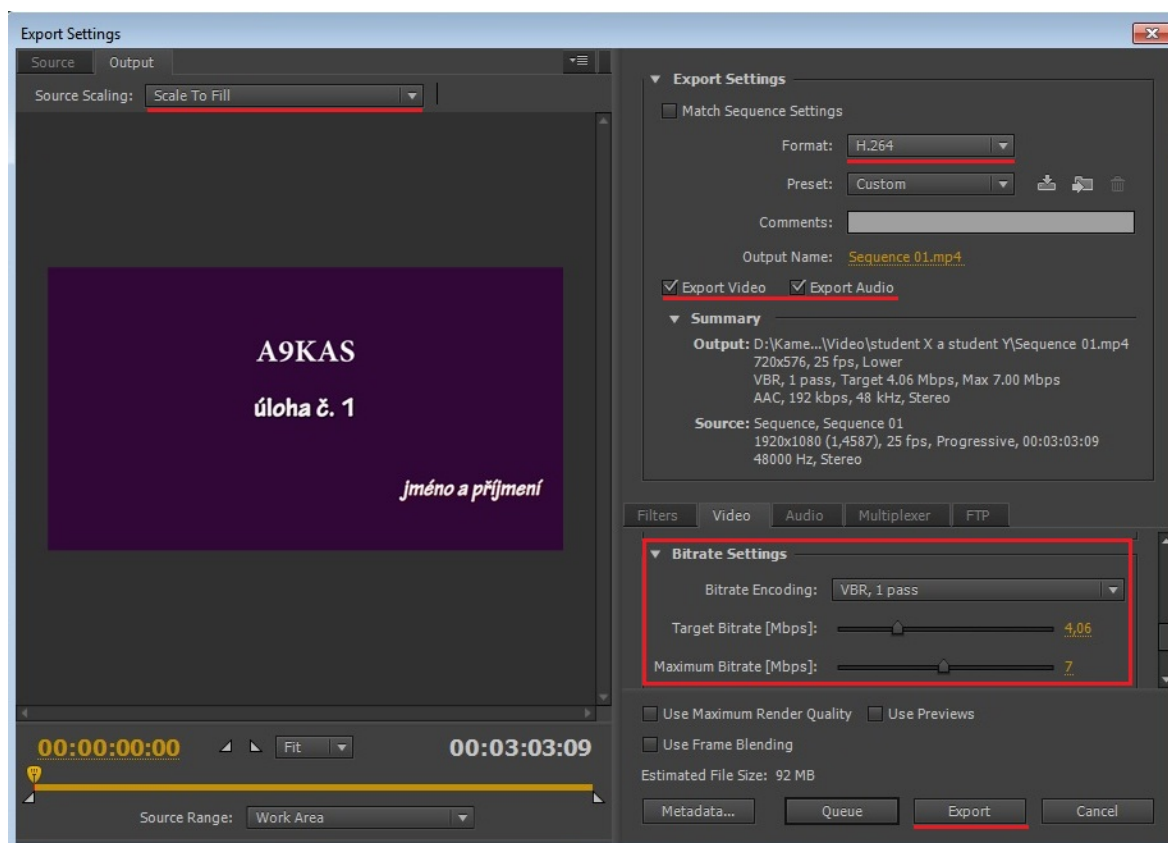 Export Settings
Source
Output
Source Scaling: Scale To Fill
A9KAS
úloha č. 1
jméno a příjmení
00:00:00:00
Fit
00:03:03:09
Source Range: Work Area
Export Settings
Match Sequence Settings
Format: H.264
Preset: Custom
Comments:
Output Name: Sequence 01.mp4
Export Video Export Audio
Summary
Output: D:\Kame...\Video\student X a student Y\Sequence 01.mp4
720x576, 25 fps, Lower
VBR, 1 pass, Target 4.06 Mbps, Max 7.00 Mbps
AAC, 192 kbps, 48 kHz, Stereo
Source: Sequence, Sequence 01
1920x1080 (1,4587), 25 fps, Progressive, 00:03:03:09
48000 Hz, Stereo
Filters Video Audio Multiplexer FTP
Bitrate Settings
Bitrate Encoding: VBR, 1 pass
Target Bitrate [Mbps]: 4,06
Maximum Bitrate [Mbps]: 7
Use Maximum Render Quality Use Previews
Use Frame Blending
Estimated File Size: 92 MB
Metadata... Queue Export Cancel